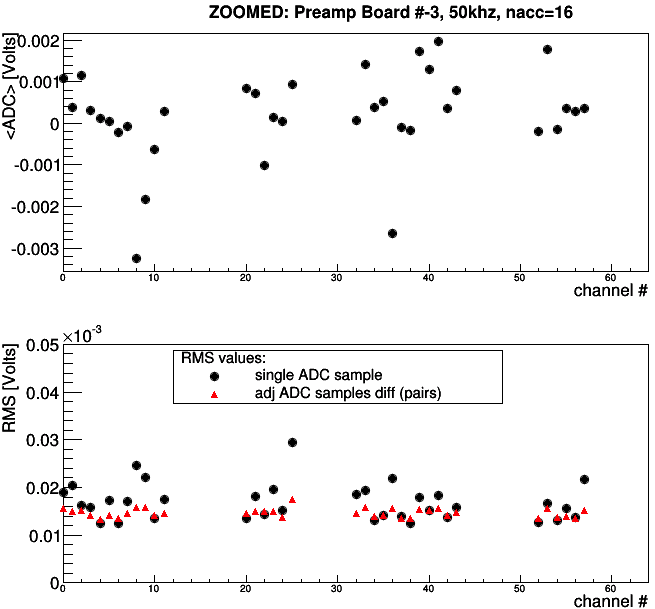 ZOOMED: Preamp Board #-3, 50khz, nacc=16
<ADC> [Volts]
0.002
0.001
0
-0.001
-0.002
-0.003
0 10 20 30 40 50 60
channel #
×10^-3
RMS [Volts]
0.05
0.04
0.03
0.02
0.01
0
RMS values:
single ADC sample
adj ADC samples diff (pairs)
0 10 20 30 40 50 60
channel #